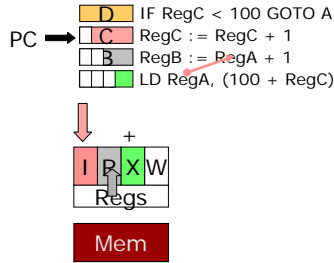 D IF RegC < 100 GOTO A
PC C RegC := RegC + 1
B RegB := RegA + 1
LD RegA, (100 + RegC)
+
I R X W
Regs
Mem